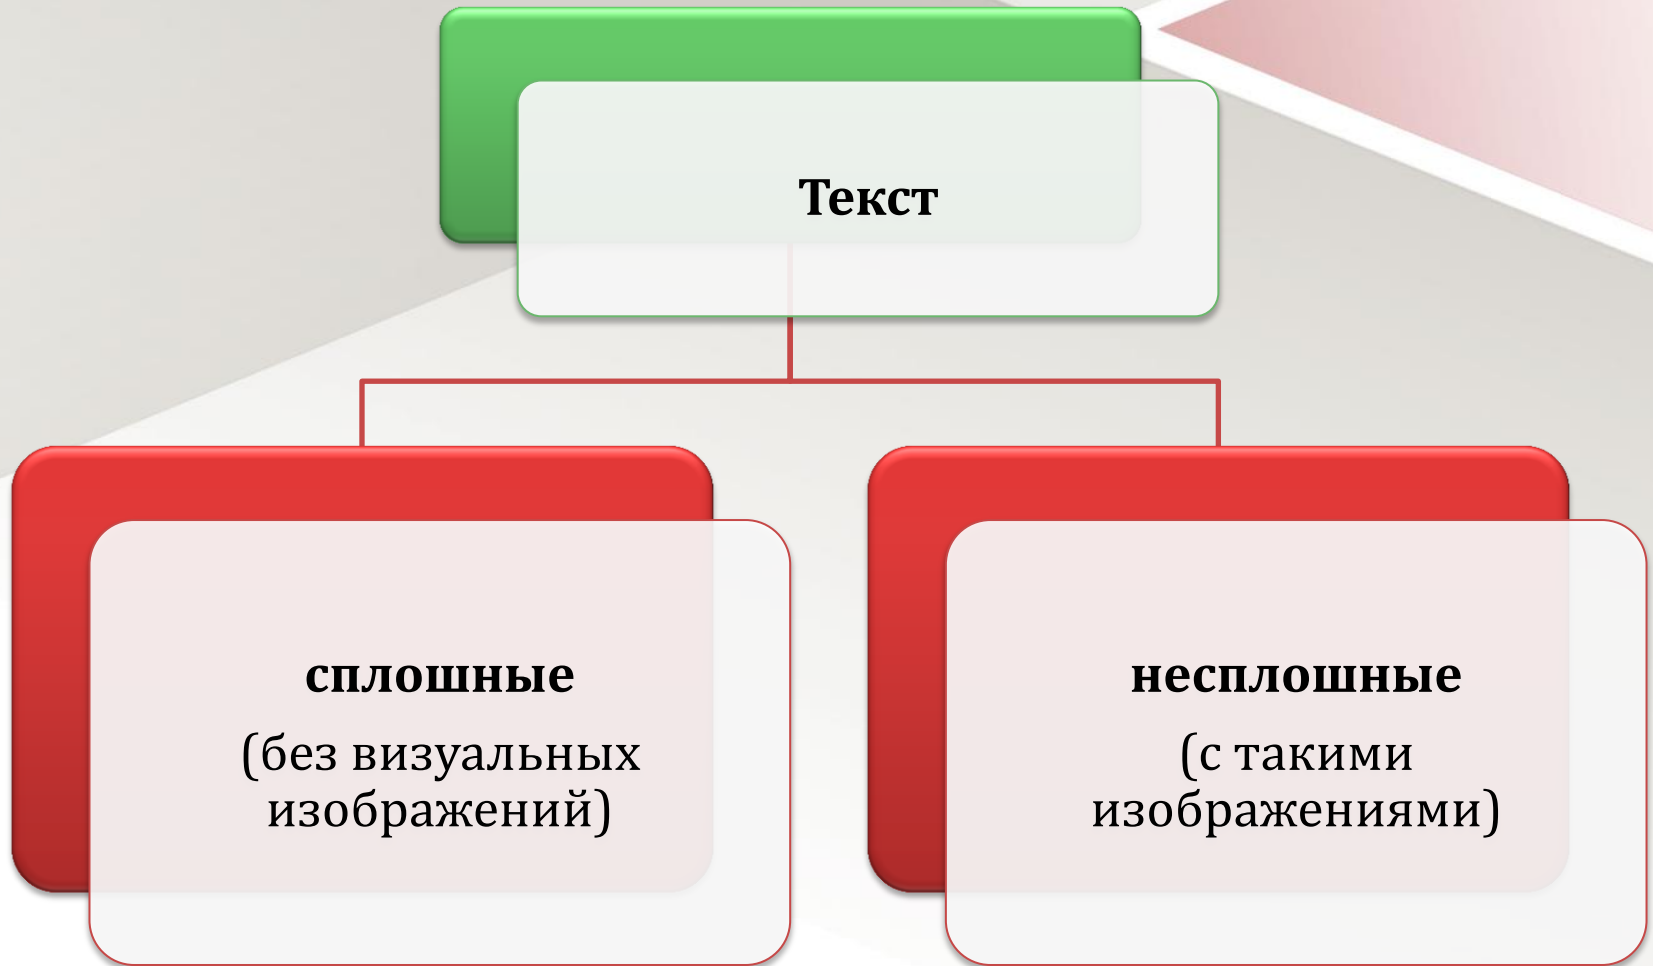 Текст
сплошные
(без визуальных
изображений)
несплошные
(с такими
изображениями)